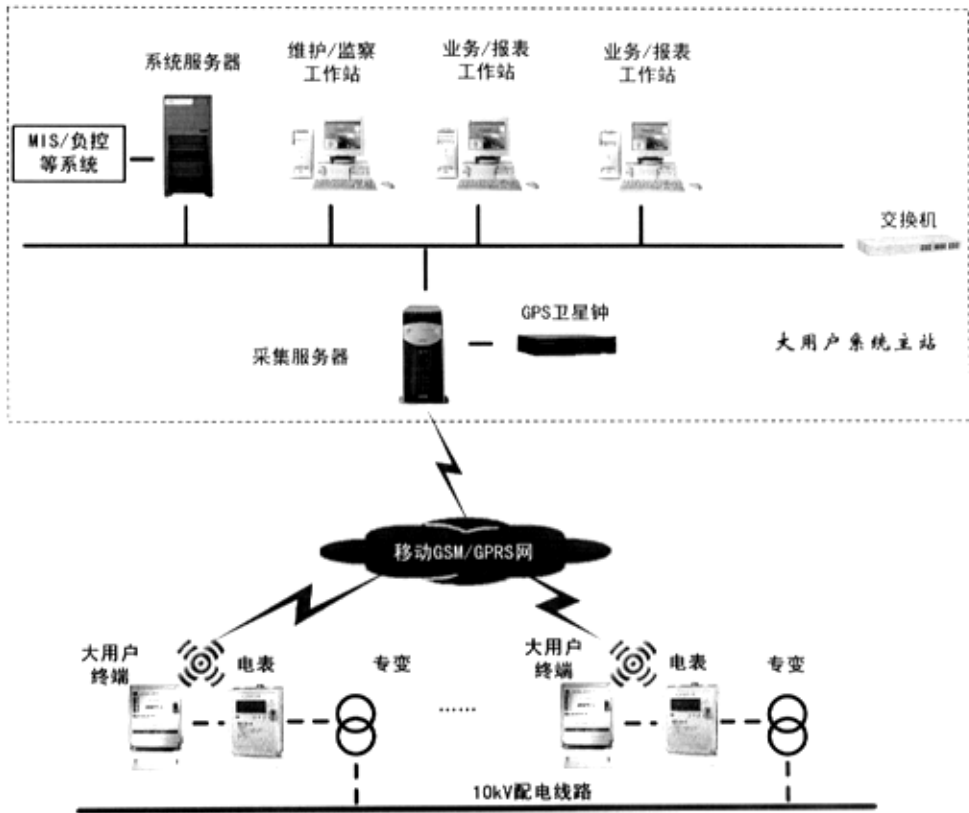 系统服务器
维护/监察
工作站
业务/报表
工作站
业务/报表
工作站
MIS/负控
等系统
交换机
GPS卫星钟
采集服务器
大用户系统主站
移动GSM/GPRS网
大用户
终端
电表
专变
......
大用户
终端
电表
专变
10kV配电线路